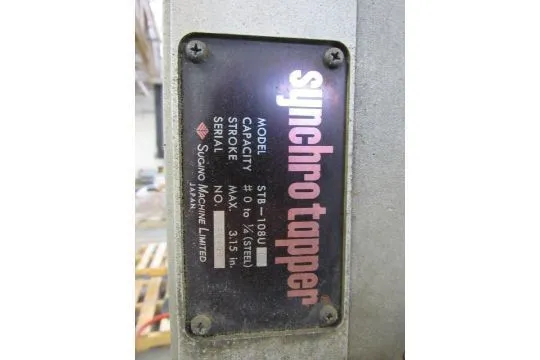 synchro tapper
MODEL STB-108U
CAPACITY # 0 to ¼ (STEEL)
STROKE MAX. 3.15 in.
SERIAL NO.
SUGINO MACHINE LIMITED
JAPAN